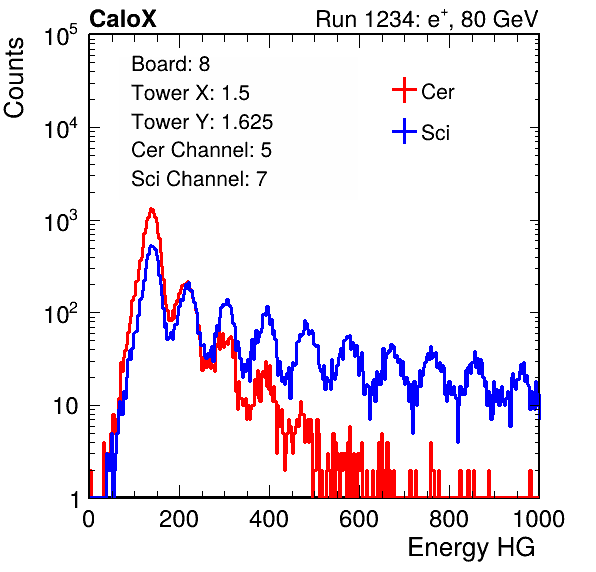 CaloX Run 1234: e⁺, 80 GeV
10⁵
Counts
Board: 8
Tower X: 1.5
Cer
Tower Y: 1.625
10⁴
Sci
Cer Channel: 5
Sci Channel: 7
10³
10²
10
1
0 200 400 600 800 1000
Energy HG